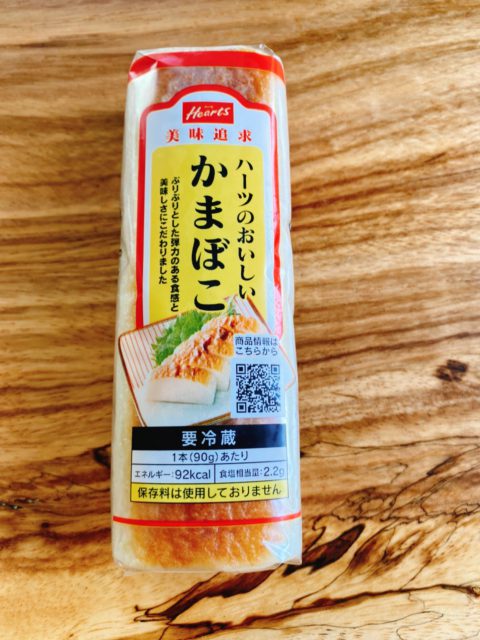 Hearts
美味追求
ハーツのおいしい
かまぼこ
ぷりぷりとした弾力のある食感と
美味しさにこだわりました
商品情報は
こちらから
要冷蔵
1本(90g)あたり
エネルギー:92kcal 食塩相当量:2.2g
保存料は使用しておりません